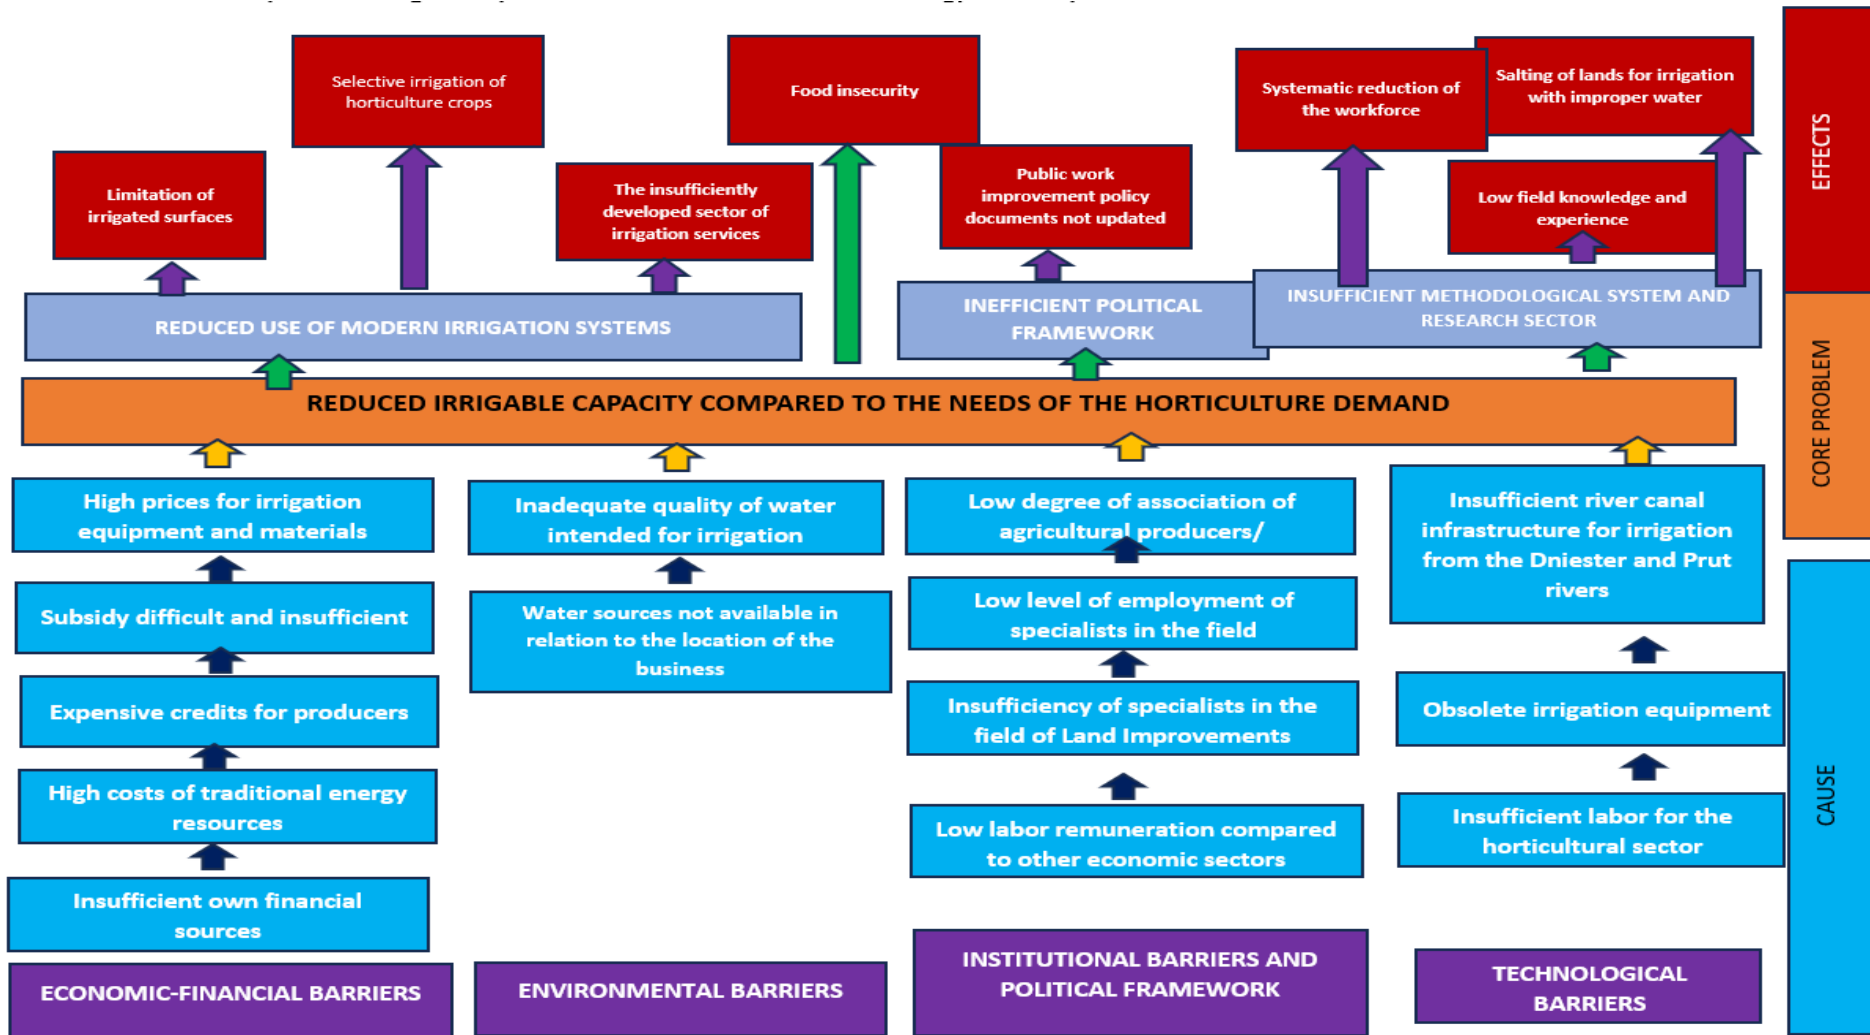 Selective irrigation of
horticulture crops
Food insecurity
Systematic reduction of
the workforce
Salting of lands for irrigation
with improper water
EFFECTS
Limitation of
irrigated surfaces
The insufficiently
developed sector of
irrigation services
Public work
improvement policy
documents not updated
Low field knowledge and
experience
REDUCED USE OF MODERN IRRIGATION SYSTEMS
INEFFICIENT POLITICAL
FRAMEWORK
INSUFFICIENT METHODOLOGICAL SYSTEM AND
RESEARCH SECTOR
CORE PROBLEM
REDUCED IRRIGABLE CAPACITY COMPARED TO THE NEEDS OF THE HORTICULTURE DEMAND
High prices for irrigation
equipment and materials
Inadequate quality of water
intended for irrigation
Low degree of association of
agricultural producers/
Insufficient river canal
infrastructure for irrigation
from the Dniester and Prut
rivers
Subsidy difficult and insufficient
Water sources not available in
relation to the location of the
business
Low level of employment of
specialists in the field
CAUSE
Expensive credits for producers
Insufficiency of specialists in the
field of Land Improvements
Obsolete irrigation equipment
High costs of traditional energy
resources
Low labor remuneration compared
to other economic sectors
Insufficient labor for the
horticultural sector
Insufficient own financial
sources
ECONOMIC-FINANCIAL BARRIERS
ENVIRONMENTAL BARRIERS
INSTITUTIONAL BARRIERS AND
POLITICAL FRAMEWORK
TECHNOLOGICAL
BARRIERS